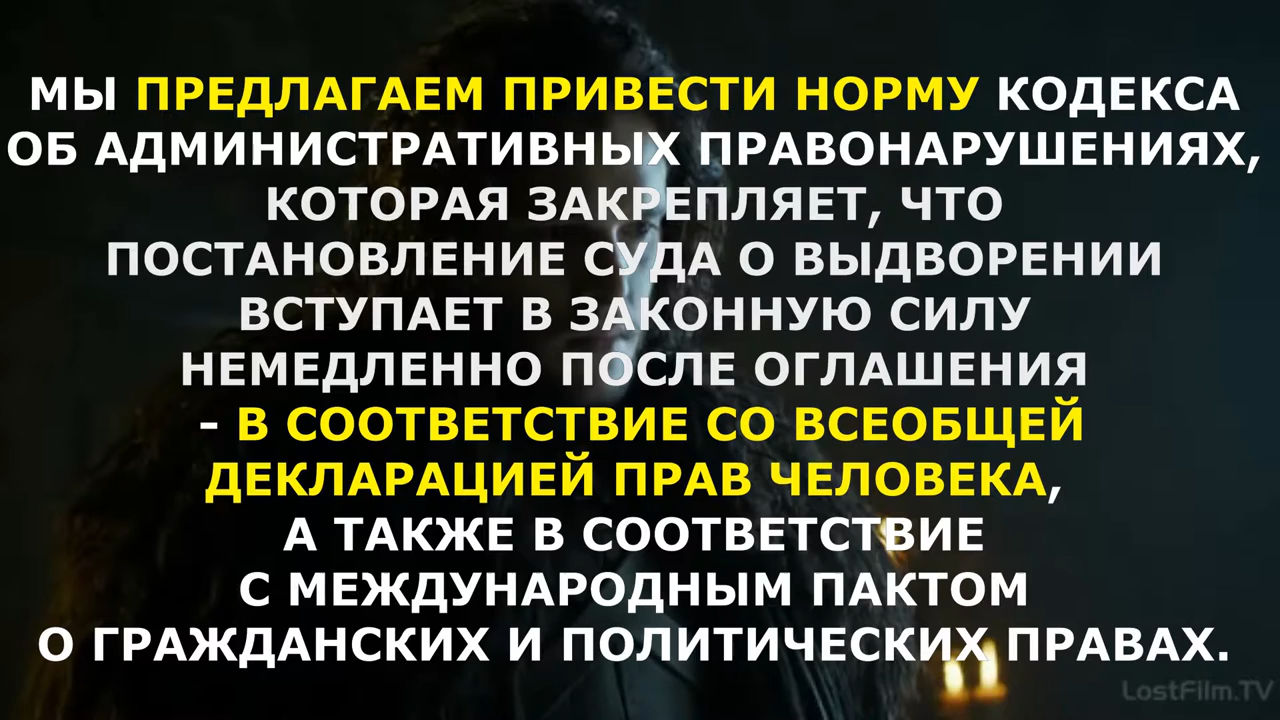 МЫ ПРЕДЛАГАЕМ ПРИВЕСТИ НОРМУ КОДЕКСА
ОБ АДМИНИСТРАТИВНЫХ ПРАВОНАРУШЕНИЯХ,
КОТОРАЯ ЗАКРЕПЛЯЕТ, ЧТО
ПОСТАНОВЛЕНИЕ СУДА О ВЫДВОРЕНИИ
ВСТУПАЕТ В ЗАКОННУЮ СИЛУ
НЕМЕДЛЕННО ПОСЛЕ ОГЛАШЕНИЯ
- В СООТВЕТСТВИЕ СО ВСЕОБЩЕЙ
ДЕКЛАРАЦИЕЙ ПРАВ ЧЕЛОВЕКА,
А ТАКЖЕ В СООТВЕТСТВИЕ
С МЕЖДУНАРОДНЫМ ПАКТОМ
О ГРАЖДАНСКИХ И ПОЛИТИЧЕСКИХ ПРАВАХ.
LostFilm.TV